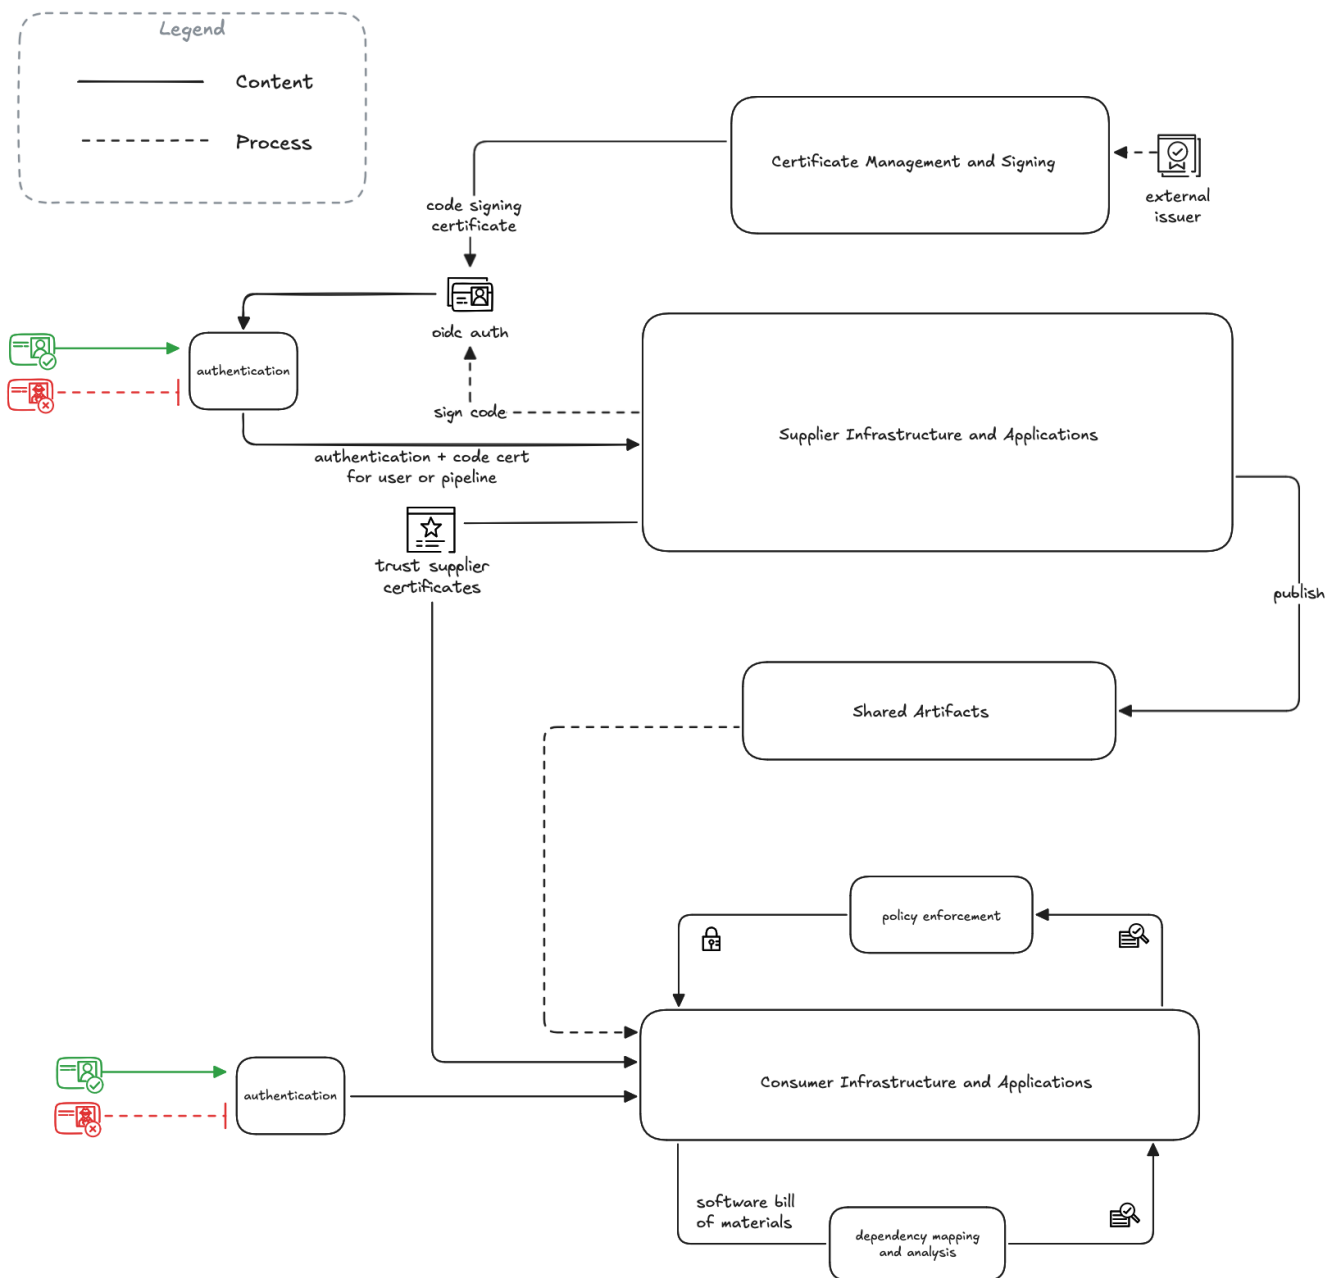 Legend
Content
Process
Certificate Management and Signing
external
issuer
code signing
certificate
oidc auth
authentication
sign code
Supplier Infrastructure and Applications
authentication + code cert
for user or pipeline
trust supplier
certificates
publish
Shared Artifacts
policy enforcement
Consumer Infrastructure and Applications
authentication
software bill
of materials
dependency mapping
and analysis